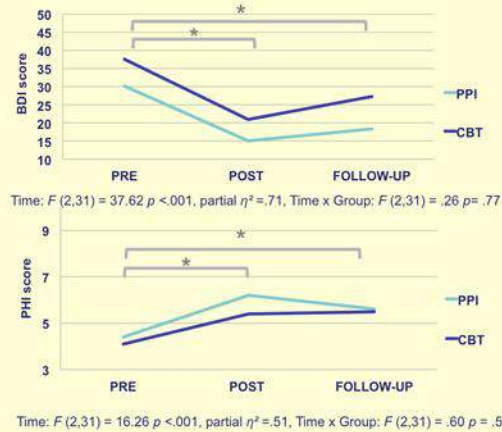 50
45
40
35
30
25
20
15
10
BDI score
*
*
PPI
CBT
PRE POST FOLLOW-UP
Time: F (2,31) = 37.62 p <.001, partial η² =.71, Time x Group: F (2,31) = .26 p= .77
9
7
5
3
PHI score
*
*
PPI
CBT
PRE POST FOLLOW-UP
Time: F (2,31) = 16.26 p <.001, partial η² =.51, Time x Group: F (2,31) = .60 p = .5